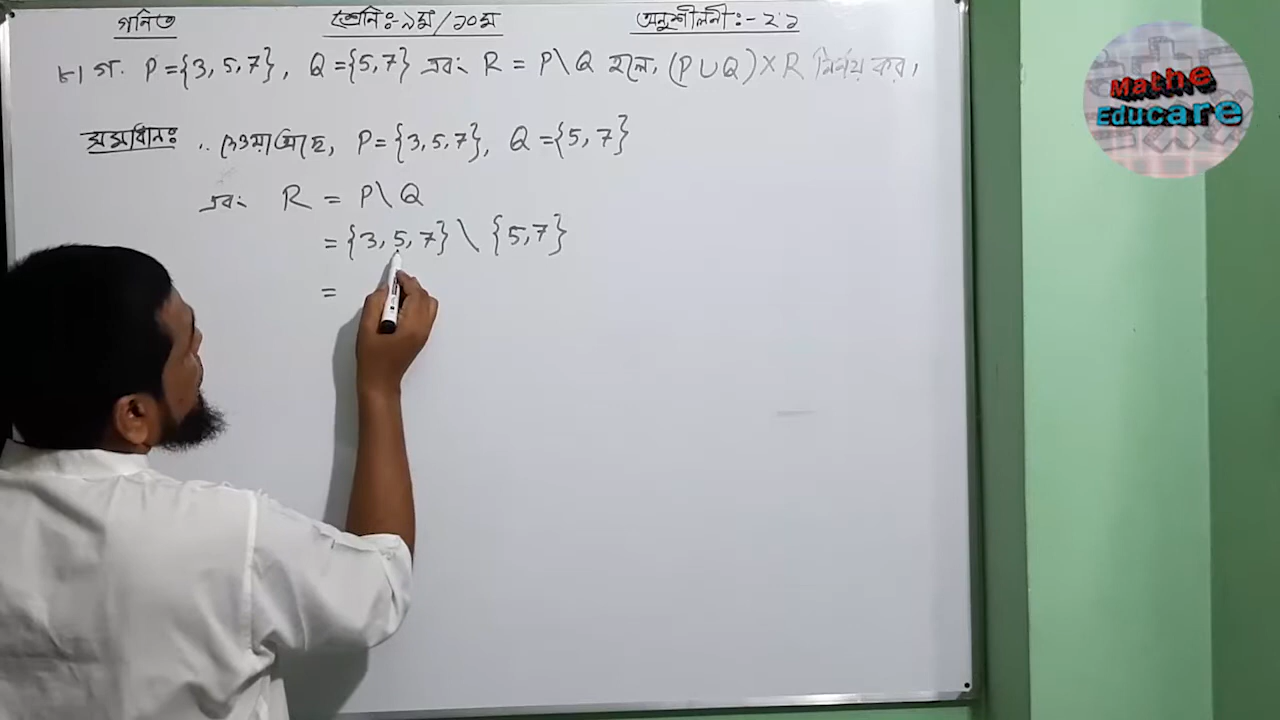 গনিত শ্রেনি:- ৯ম/১০ম অনুশীলনী:- ২.১
৮। গ. P = {3, 5, 7}, Q = {5, 7} এবং R = P \ Q হলে, (P ∪ Q) × R নির্ণয় কর।
সমাধানঃ দেওয়া আছে, P = {3, 5, 7}, Q = {5, 7}
এবং R = P \ Q
= {3, 5, 7} \ {5, 7}
=
Mathe
Educare